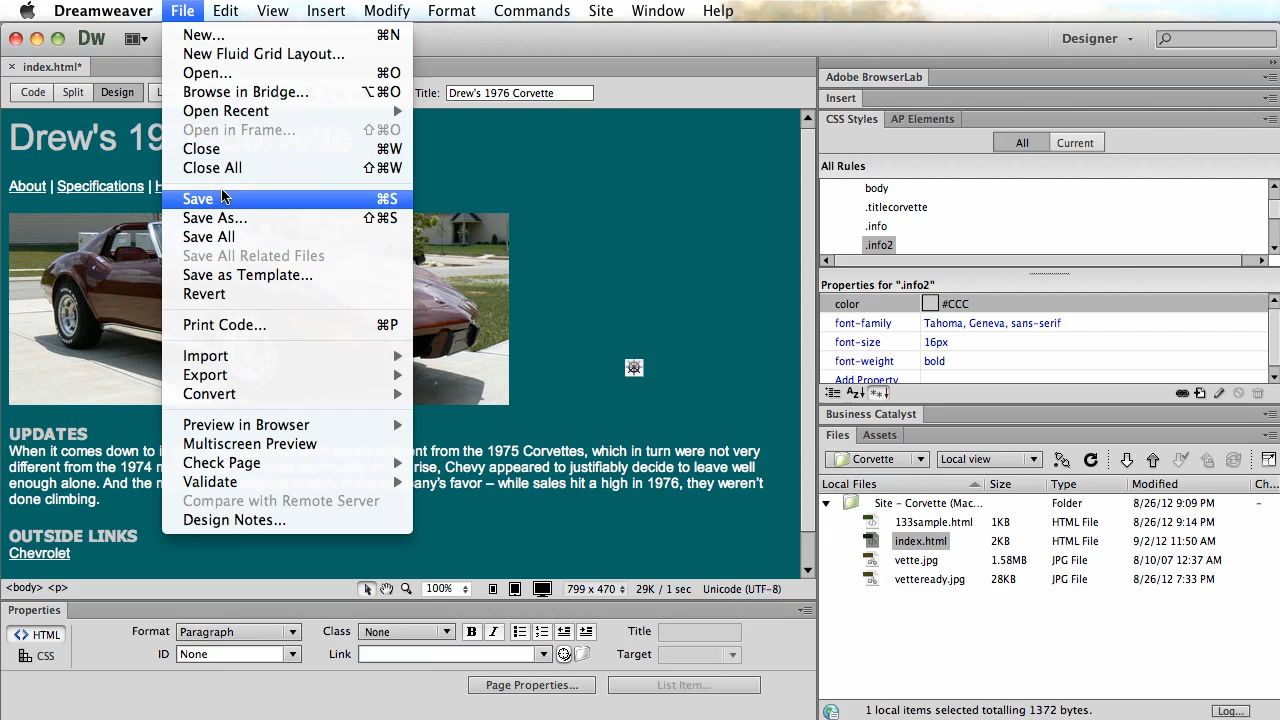 Dreamweaver File Edit View Insert Modify Format Commands Site Window Help
Dw Designer
index.html*
Code Split Design L Title: Drew's 1976 Corvette
New... ⌘N
New Fluid Grid Layout...
Open... ⌘O
Browse in Bridge... ⌥⌘O
Open Recent
Open in Frame... ⇧⌘O
Close ⌘W
Close All ⇧⌘W
Save ⌘S
Save As... ⇧⌘S
Save All
Save All Related Files
Save as Template...
Revert
Print Code... ⌘P
Import
Export
Convert
Preview in Browser
Multiscreen Preview
Check Page
Validate
Compare with Remote Server
Design Notes...
Drew's 19
About | Specifications | H
UPDATES
When it comes down to i ent from the 1975 Corvettes, which in turn were not very
different from the 1974 m rise, Chevy appeared to justifiably decide to leave well
enough alone. And the m any's favor – while sales hit a high in 1976, they weren't
done climbing.
OUTSIDE LINKS
Chevrolet
<body> <p> 100% 799 x 470 29K / 1 sec Unicode (UTF-8)
Properties
<> HTML Format Paragraph Class None B I Title
CSS ID None Link Target
Page Properties... List Item...
Adobe BrowserLab
Insert
CSS Styles AP Elements
All Current
All Rules
body
.titlecorvette
.info
.info2
Properties for ".info2"
color #CCC
font-family Tahoma, Geneva, sans-serif
font-size 16px
font-weight bold
Add Property
Business Catalyst
Files Assets
Corvette Local view
Local Files Size Type Modified Ch...
Site – Corvette (Mac... Folder 8/26/12 9:09 PM –
133sample.html 1KB HTML File 8/26/12 9:14 PM
index.html 2KB HTML File 9/2/12 11:50 AM
vette.jpg 1.58MB JPG File 8/10/07 12:37 AM
vetteready.jpg 28KB JPG File 8/26/12 7:33 PM
1 local items selected totalling 1372 bytes. Log...